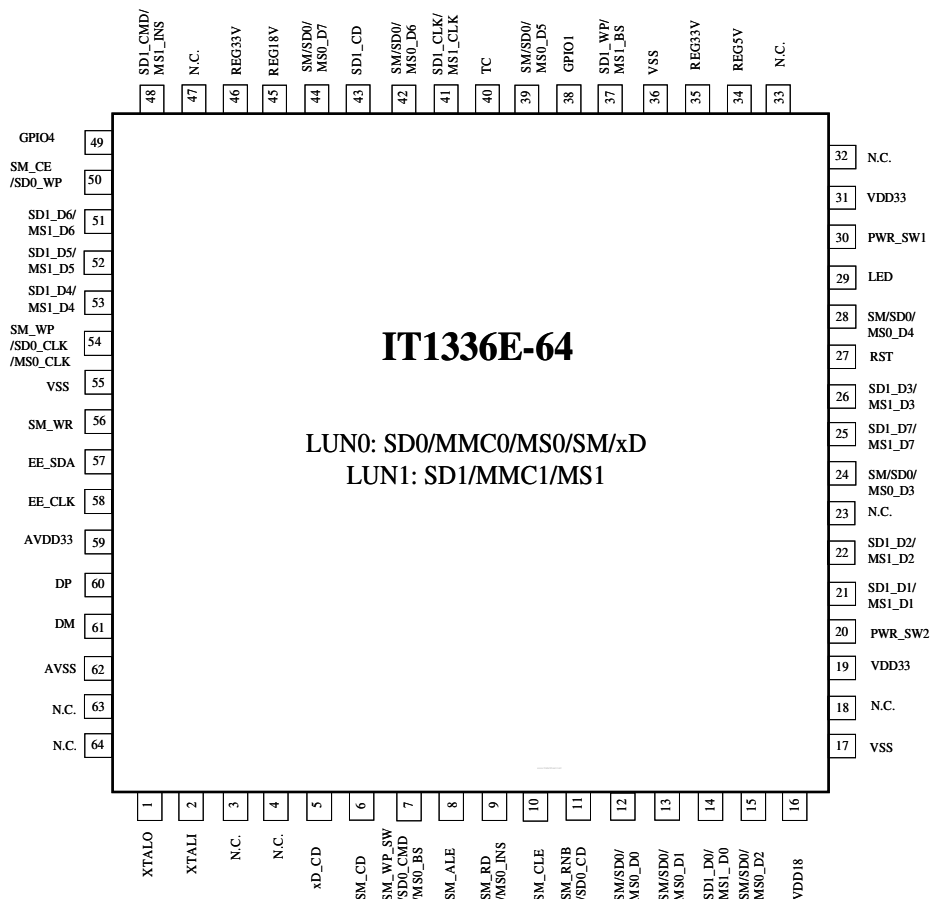 SD1_CMD/
MS1_INS
N.C.
REG33V
REG18V
SM/SD0/
MS0_D7
SD1_CD
SM/SD0/
MS0_D6
SD1_CLK/
MS1_CLK
TC
SM/SD0/
MS0_D5
GPIO1
SD1_WP/
MS1_BS
VSS
REG33V
REG5V
N.C.
48
47
46
45
44
43
42
41
40
39
38
37
36
35
34
33
GPIO4
49
SM_CE
/SD0_WP
50
SD1_D6/
MS1_D6
51
SD1_D5/
MS1_D5
52
SD1_D4/
MS1_D4
53
SM_WP
/SD0_CLK
/MS0_CLK
54
VSS
55
SM_WR
56
EE_SDA
57
EE_CLK
58
AVDD33
59
DP
60
DM
61
AVSS
62
N.C.
63
N.C.
64
IT1336E-64
LUN0: SD0/MMC0/MS0/SM/xD
LUN1: SD1/MMC1/MS1
32
N.C.
31
VDD33
30
PWR_SW1
29
LED
28
SM/SD0/
MS0_D4
27
RST
26
SD1_D3/
MS1_D3
25
SD1_D7/
MS1_D7
24
SM/SD0/
MS0_D3
23
N.C.
22
SD1_D2/
MS1_D2
21
SD1_D1/
MS1_D1
20
PWR_SW2
19
VDD33
18
N.C.
17
VSS
1
2
3
4
5
6
7
8
9
10
11
12
13
14
15
16
XTALO
XTALI
N.C.
N.C.
xD_CD
SM_CD
SM_WP_SW
/SD0_CMD
/MS0_BS
SM_ALE
SM_RD
/MS0_INS
SM_CLE
SM_RNB
/SD0_CD
SM/SD0/
MS0_D0
SM/SD0/
MS0_D1
SD1_D0/
MS1_D0
SM/SD0/
MS0_D2
VDD18